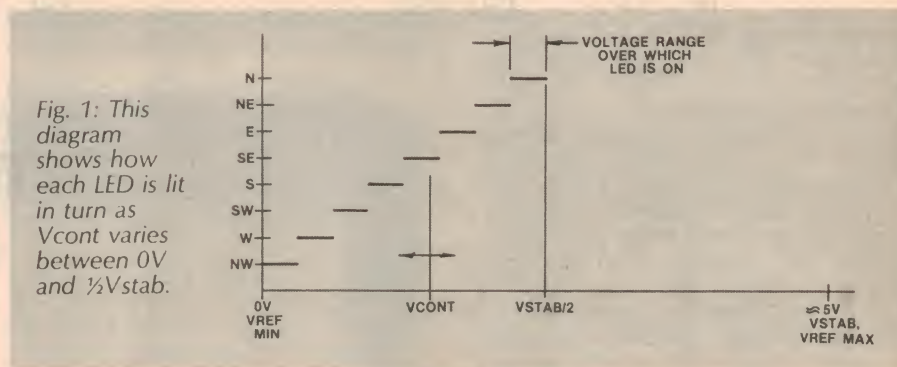 Fig. 1: This
diagram
shows how
each LED is lit
in turn as
Vcont varies
between 0V
and ½Vstab.
VOLTAGE RANGE
OVER WHICH
LED IS ON
N
NE
E
SE
S
SW
W
NW
0V
VREF
MIN
VCONT
VSTAB/2
≈ 5V
VSTAB,
VREF MAX